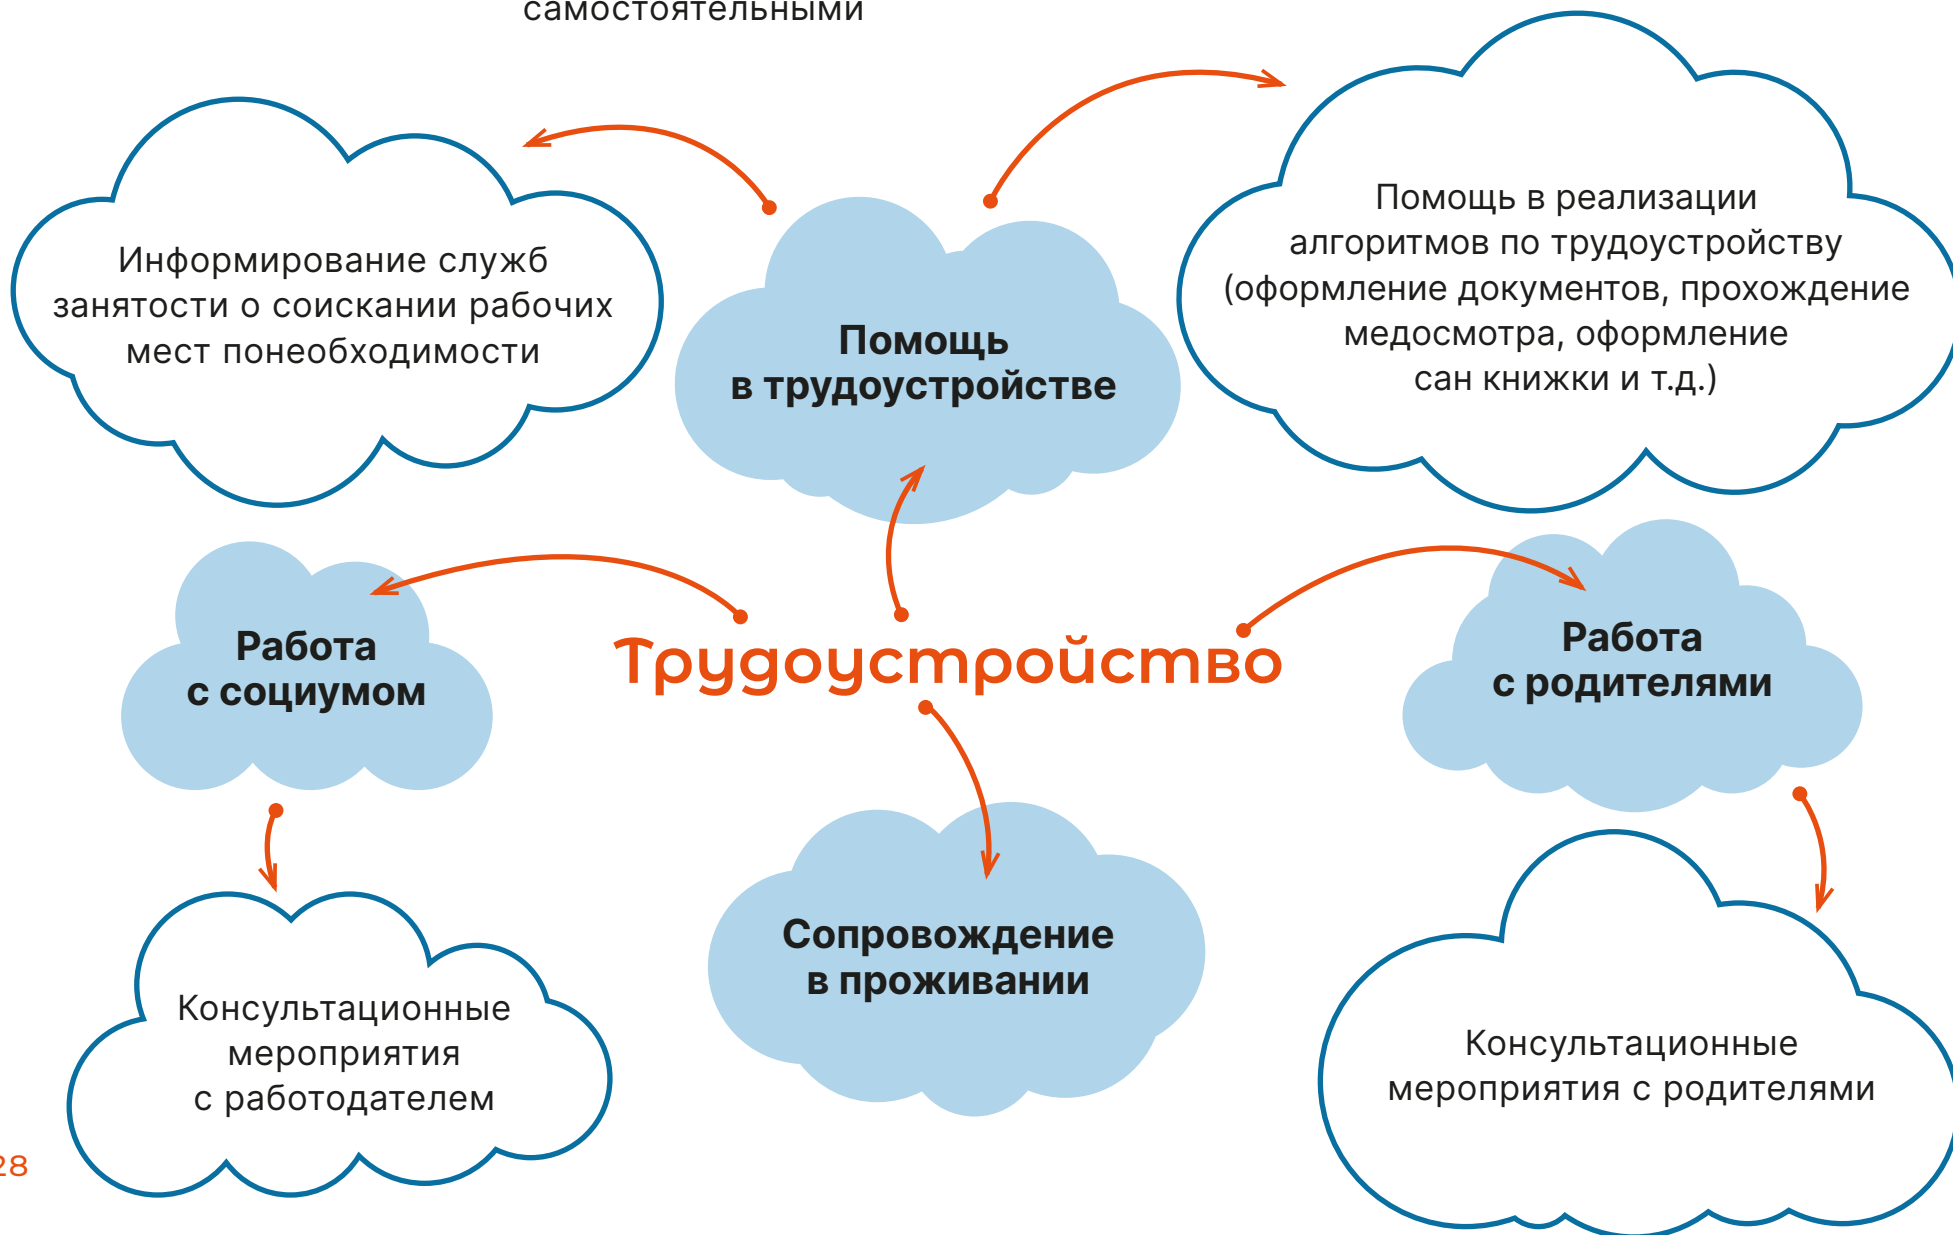 самостоятельными
Информирование служб
занятости о соискании рабочих
мест понеобходимости
Помощь
в трудоустройстве
Помощь в реализации
алгоритмов по трудоустройству
(оформление документов, прохождение
медосмотра, оформление
сан книжки и т.д.)
Работа
с социумом
Трудоустройство
Работа
с родителями
Сопровождение
в проживании
Консультационные
мероприятия
с работодателем
Консультационные
мероприятия с родителями
28